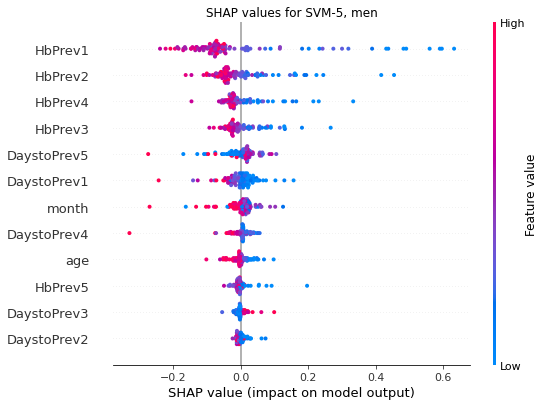 SHAP values for SVM-5, men
High
HbPrev1
HbPrev2
HbPrev4
HbPrev3
DaystoPrev5
DaystoPrev1
month
DaystoPrev4
age
HbPrev5
DaystoPrev3
DaystoPrev2
Feature value
Low
−0.2 0.0 0.2 0.4 0.6
SHAP value (impact on model output)